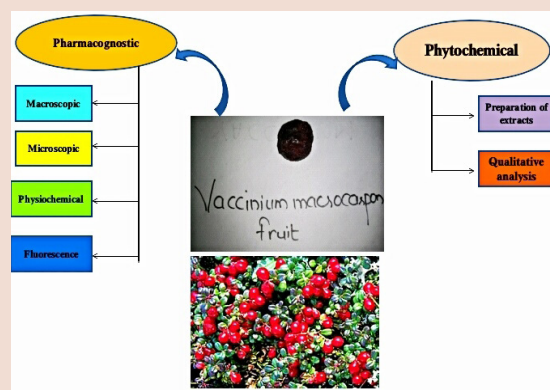 Pharmacognostic
Macroscopic
Microscopic
Physiochemical
Fluorescence
Vaccinium macrocarpon
fruit
Phytochemical
Preparation of
extracts
Qualitative
analysis